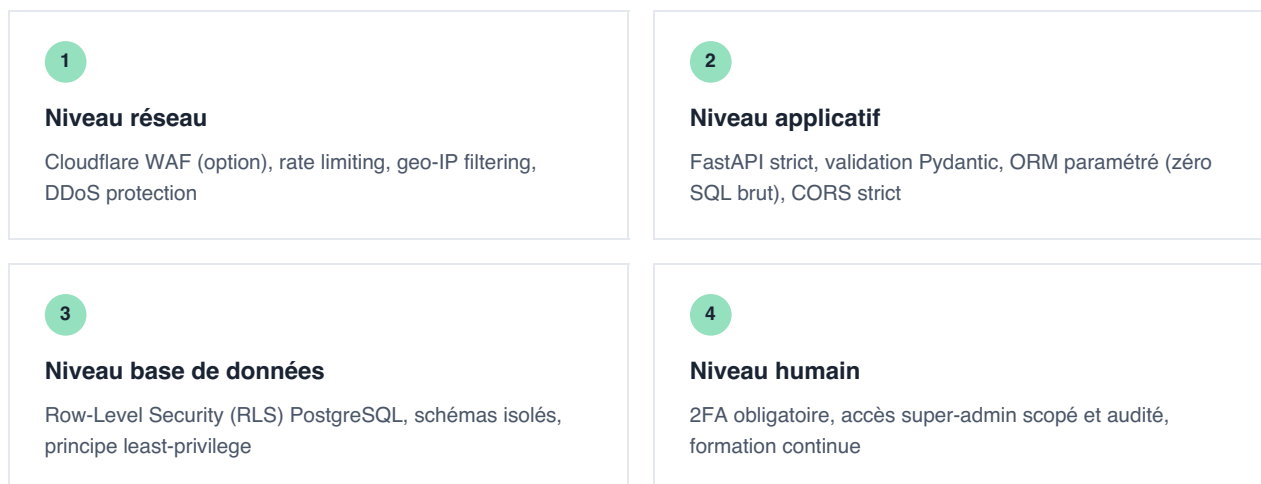 1
Niveau réseau
Cloudflare WAF (option), rate limiting, geo-IP filtering,
DDoS protection
2
Niveau applicatif
FastAPI strict, validation Pydantic, ORM paramétré (zéro
SQL brut), CORS strict
3
Niveau base de données
Row-Level Security (RLS) PostgreSQL, schémas isolés,
principe least-privilege
4
Niveau humain
2FA obligatoire, accès super-admin scopé et audité,
formation continue